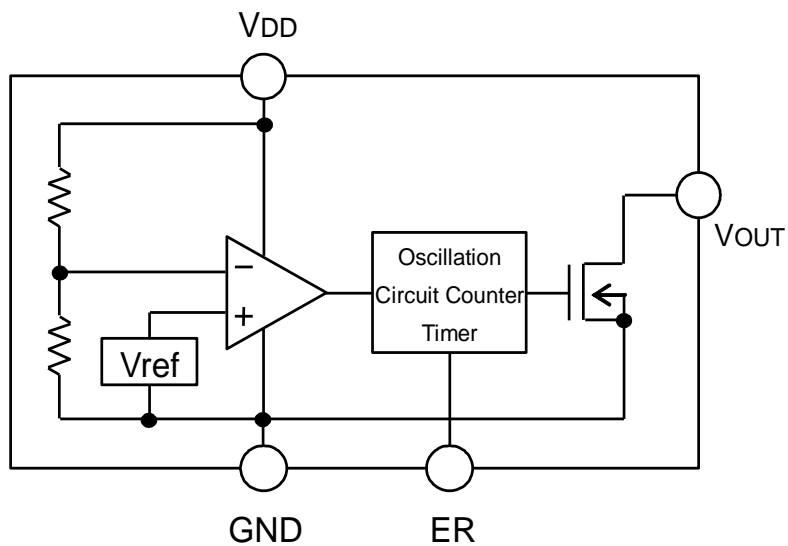 VDD
VOUT
Oscillation
Circuit Counter
Timer
−
+
Vref
GND
ER